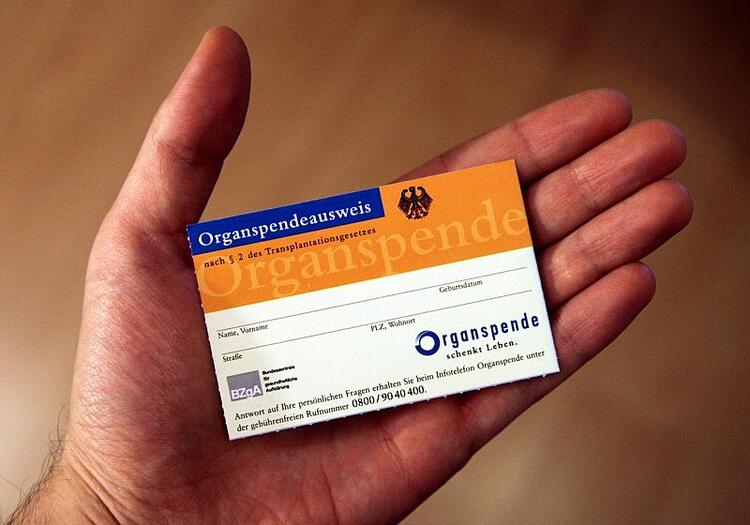 Organspendeausweis
nach § 2 des Transplantationsgesetzes
Organspende
Name, Vorname Geburtsdatum
Straße PLZ, Wohnort
Organspende
schenkt Leben.
BZgA
Bundeszentrale
für
gesundheitliche
Aufklärung
Antwort auf Ihre persönlichen Fragen erhalten Sie beim Infotelefon Organspende unter
der gebührenfreien Rufnummer 0800/90 40 400.